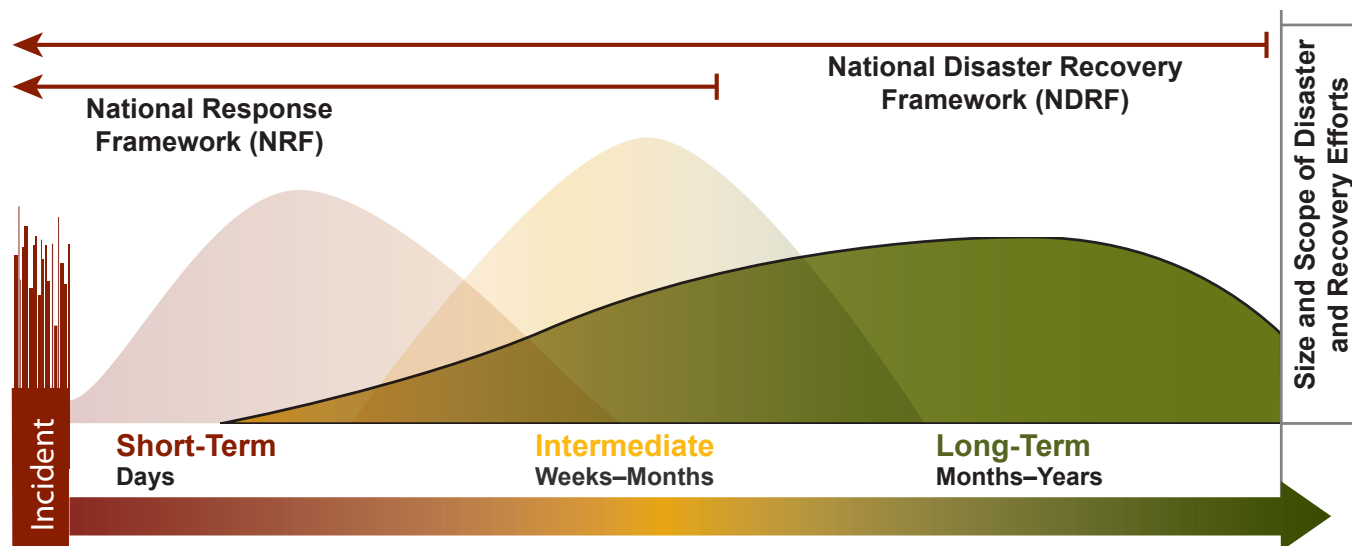 National Disaster Recovery
Framework (NDRF)
National Response
Framework (NRF)
Size and Scope of Disaster
and Recovery Efforts
Incident
Short-Term
Days
Intermediate
Weeks–Months
Long-Term
Months–Years